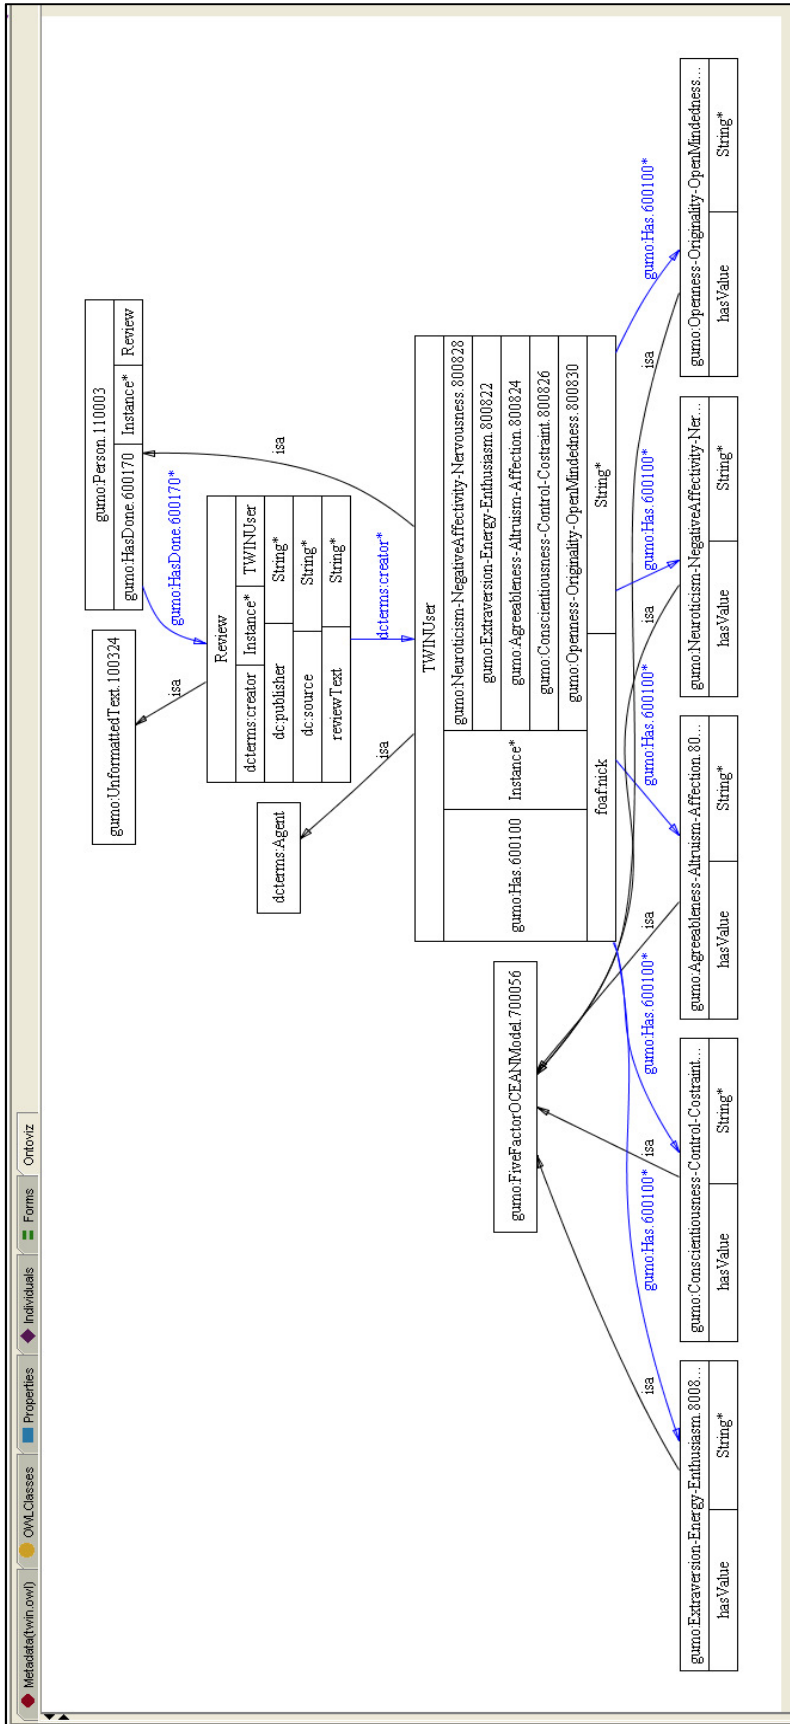 Metadata(twin.owl) OWLClasses Properties Individuals Forms Ontoviz
gumo:Person.110003
gumo:HasDone.600170 Instance* Review
gumo:UnformattedText.100324
isa
gumo:HasDone.600170*
Review
dcterms:creator Instance* TWINUser
dc:publisher String*
dc:source String*
reviewText String*
isa
dcterms:Agent
isa
dcterms:creator*
TWINUser
gumo:Has.600100 Instance*
gumo:Neuroticism-NegativeAffectivity-Nervousness.800828
gumo:Extraversion-Energy-Enthusiasm.800822
gumo:Agreeableness-Altruism-Affection.800824
gumo:Conscientiousness-Control-Costraint.800826
gumo:Openness-Originality-OpenMindedness.800830
foaf:nick String*
gumo:FiveFactorOCEANModel.700056
isa
gumo:Has.600100*
isa
gumo:Has.600100*
isa
gumo:Has.600100*
isa
gumo:Has.600100*
isa
gumo:Has.600100*
gumo:Extraversion-Energy-Enthusiasm.8008...
hasValue String*
gumo:Conscientiousness-Control-Costraint...
hasValue String*
gumo:Agreeableness-Altruism-Affection.80...
hasValue String*
gumo:Neuroticism-NegativeAffectivity-Ner...
hasValue String*
gumo:Openness-Originality-OpenMindedness...
hasValue String*